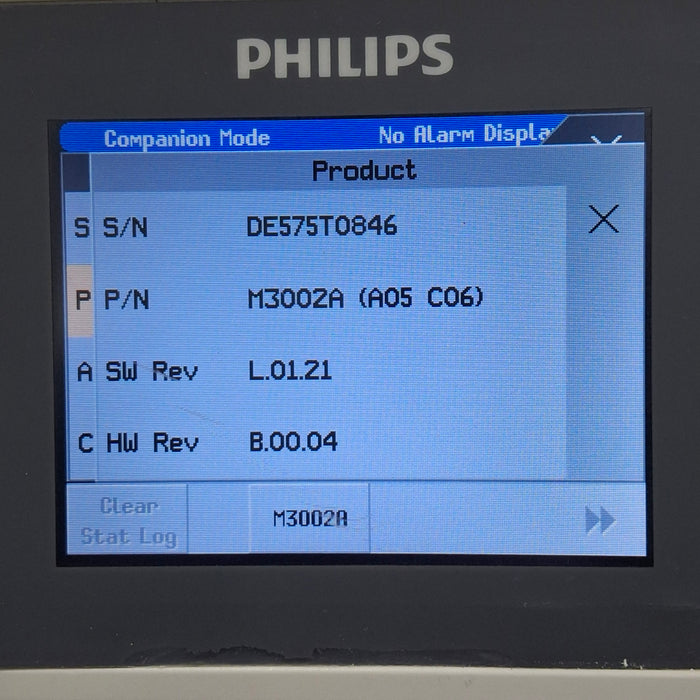 PHILIPS
Companion Mode No Alarm Displa
Product
S S/N DE575T0846
P P/N M3002A (A05 C06)
A SW Rev L.01.21
C HW Rev B.00.04
Clear M3002A
Stat Log